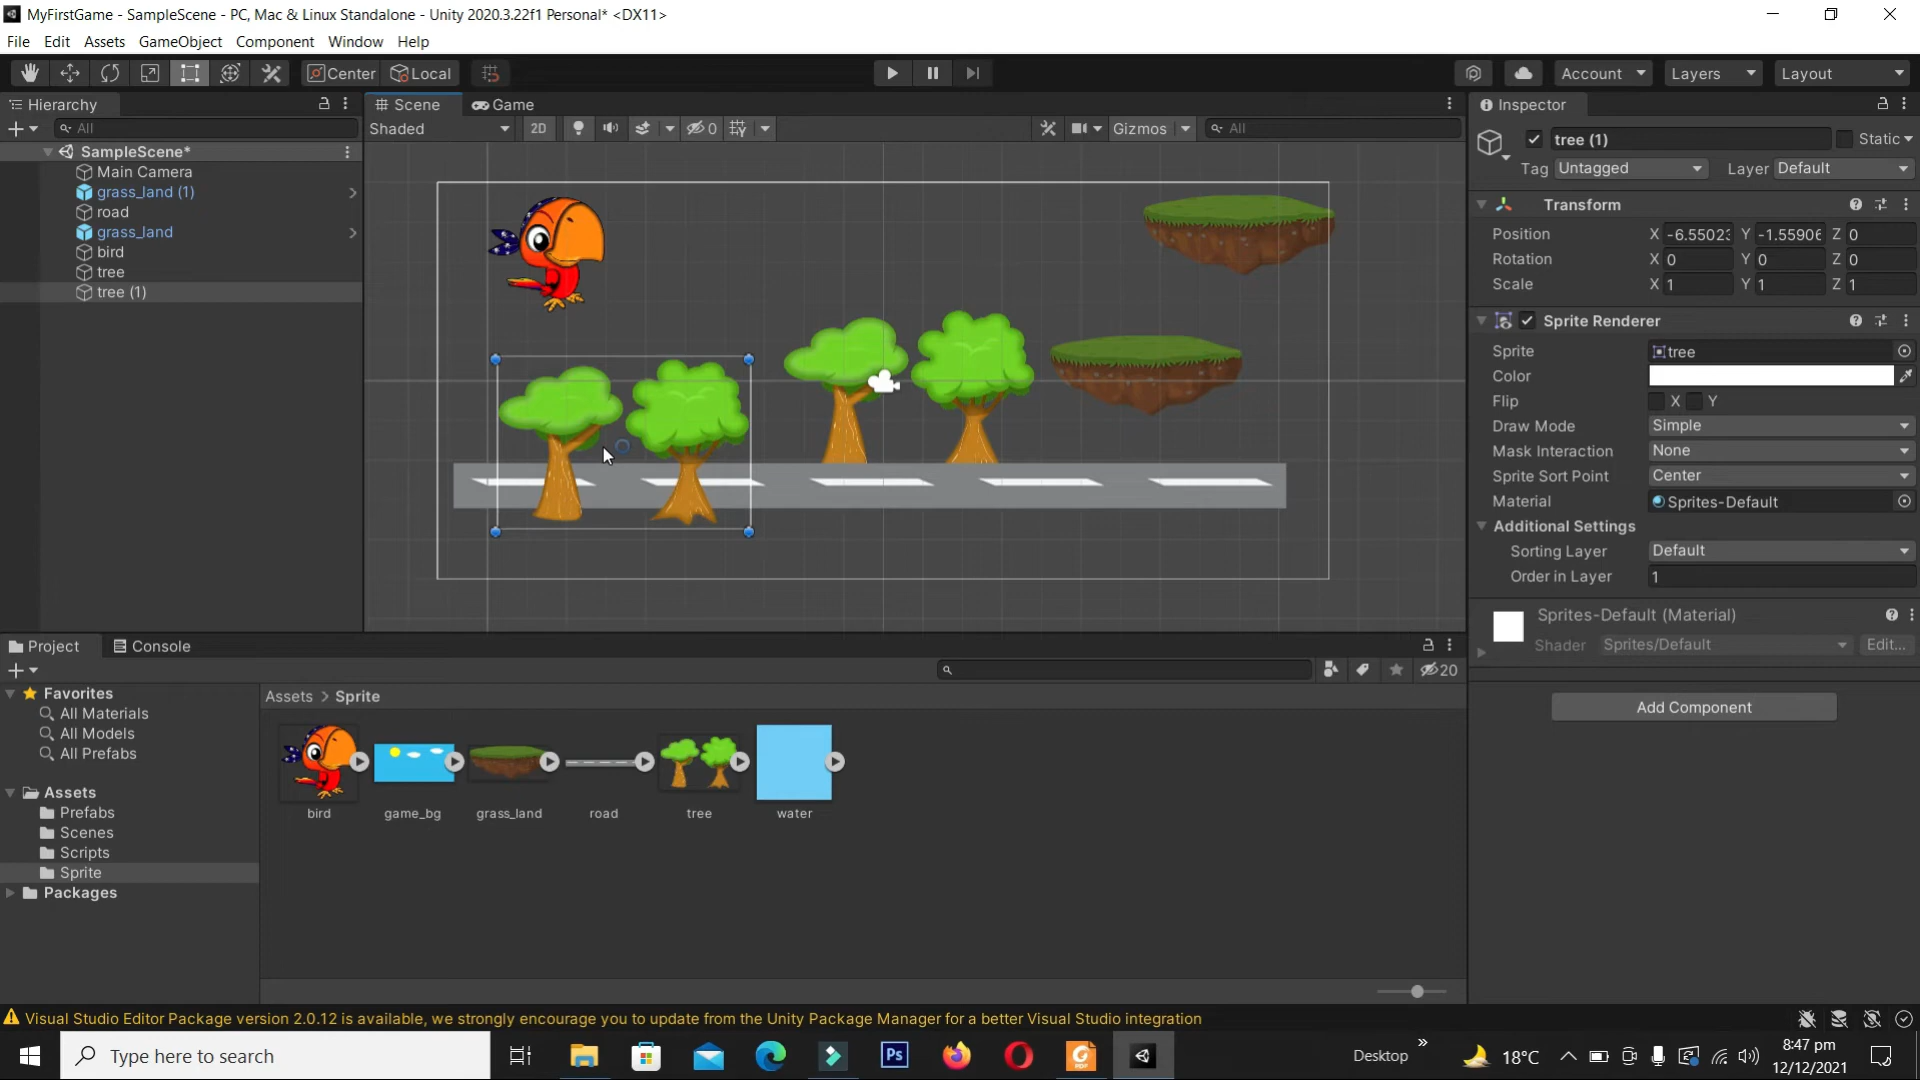 MyFirstGame - SampleScene - PC, Mac & Linux Standalone - Unity 2020.3.22f1 Personal* <DX11>
File Edit Assets GameObject Component Window Help
Center Local Account Layers Layout
Hierarchy
All
SampleScene*
Main Camera
grass_land (1)
road
grass_land
bird
tree
tree (1)
Scene Game
Shaded 2D 0 Gizmos All
Inspector
tree (1) Static
Tag Untagged Layer Default
Transform
Position X -6.55023 Y -1.55906 Z 0
Rotation X 0 Y 0 Z 0
Scale X 1 Y 1 Z 1
Sprite Renderer
Sprite tree
Color
Flip X Y
Draw Mode Simple
Mask Interaction None
Sprite Sort Point Center
Material Sprites-Default
Additional Settings
Sorting Layer Default
Order in Layer 1
Sprites-Default (Material)
Shader Sprites/Default Edit...
Add Component
Project Console
20
Favorites
All Materials
All Models
All Prefabs
Assets
Prefabs
Scenes
Scripts
Sprite
Packages
Assets > Sprite
bird game_bg grass_land road tree water
Visual Studio Editor Package version 2.0.12 is available, we strongly encourage you to update from the Unity Package Manager for a better Visual Studio integration
Type here to search
Ps
Desktop » 18°C
8:47 pm
12/12/2021